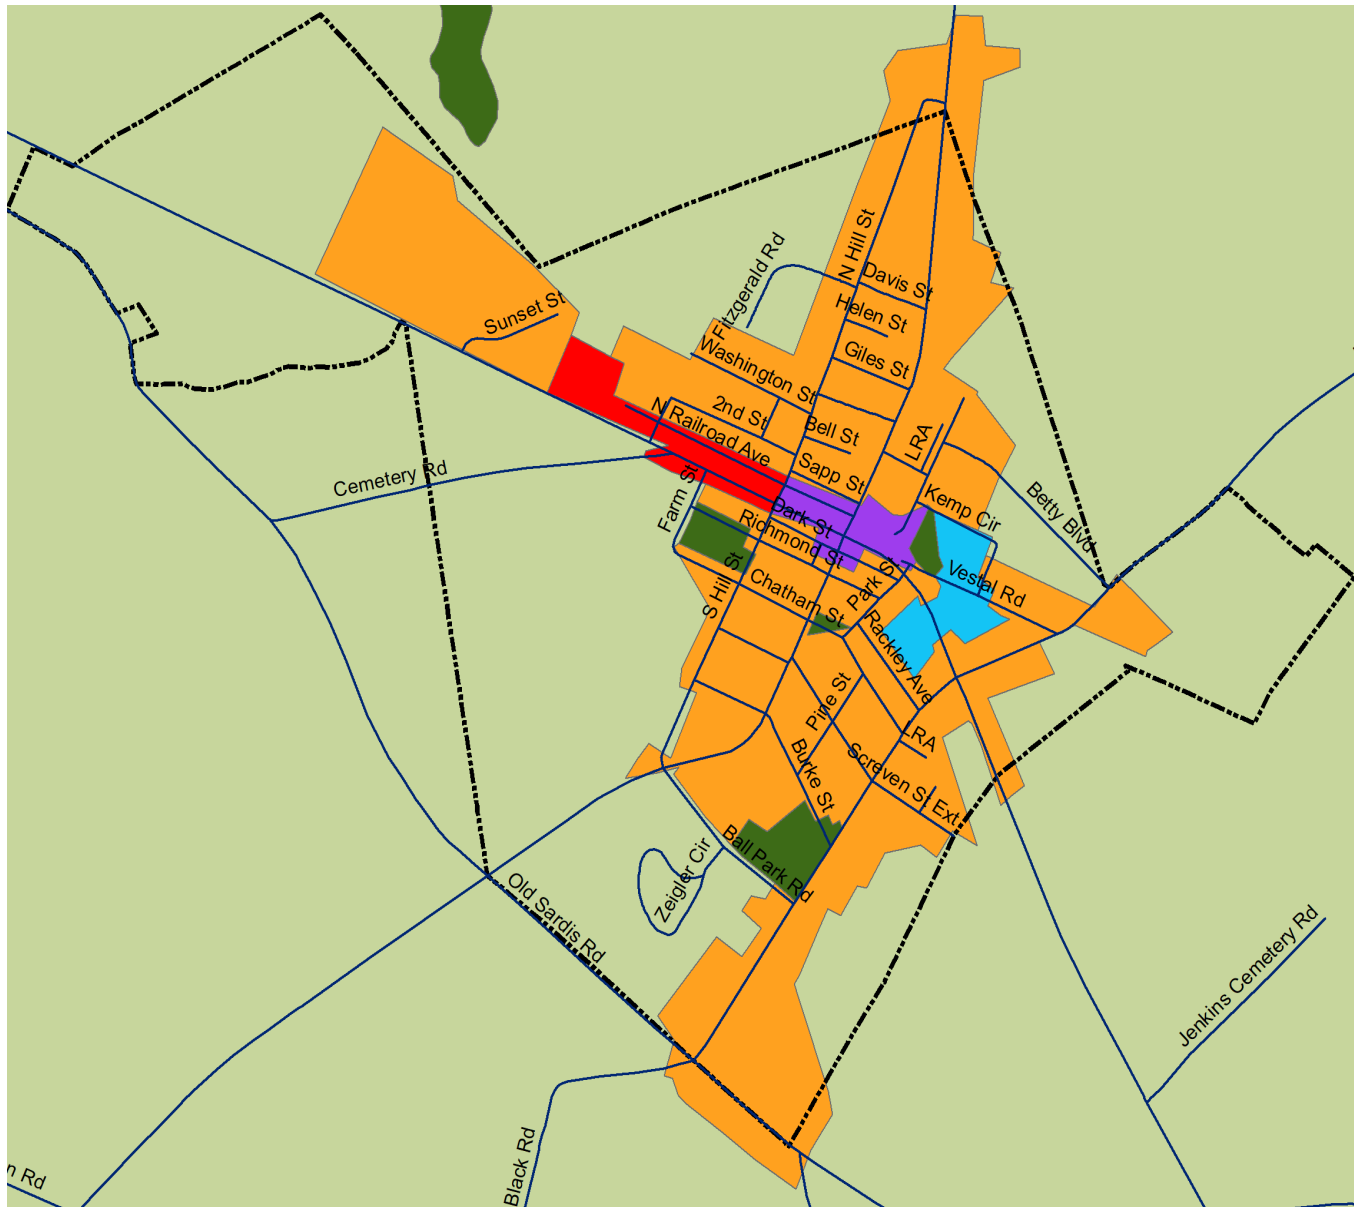 N Hill St
Fitzgerald Rd
Davis St
Helen St
Sunset St
Giles St
Washington St
2nd St
N Railroad Ave
Bell St
LRA
Sapp St
Cemetery Rd
Farm St
Kemp Cir
Betty Blvd
Dark St
Richmond St
Vestal Rd
S Hill St
Chatham St
Park St
Rackley Ave
Pine St
LRA
Burke St
Screven St Ext
Ball Park Rd
Zeigler Cir
Old Sardis Rd
Jenkins Cemetery Rd
Black Rd
n Rd